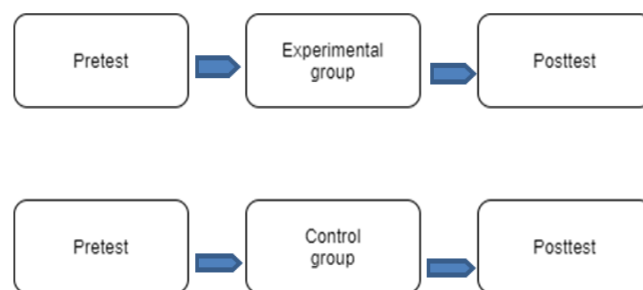 Pretest
Experimental
group
Posttest
Pretest
Control
group
Posttest